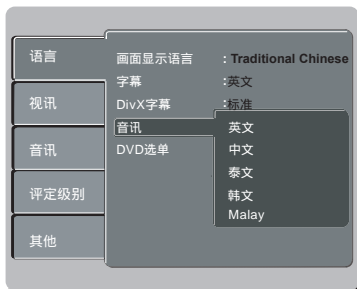 语言
视讯
音讯
评定级别
其他
画面显示语言 : Traditional Chinese
字幕 :英文
DivX字幕 :标准
音讯
DVD选单
英文
中文
泰文
韩文
Malay